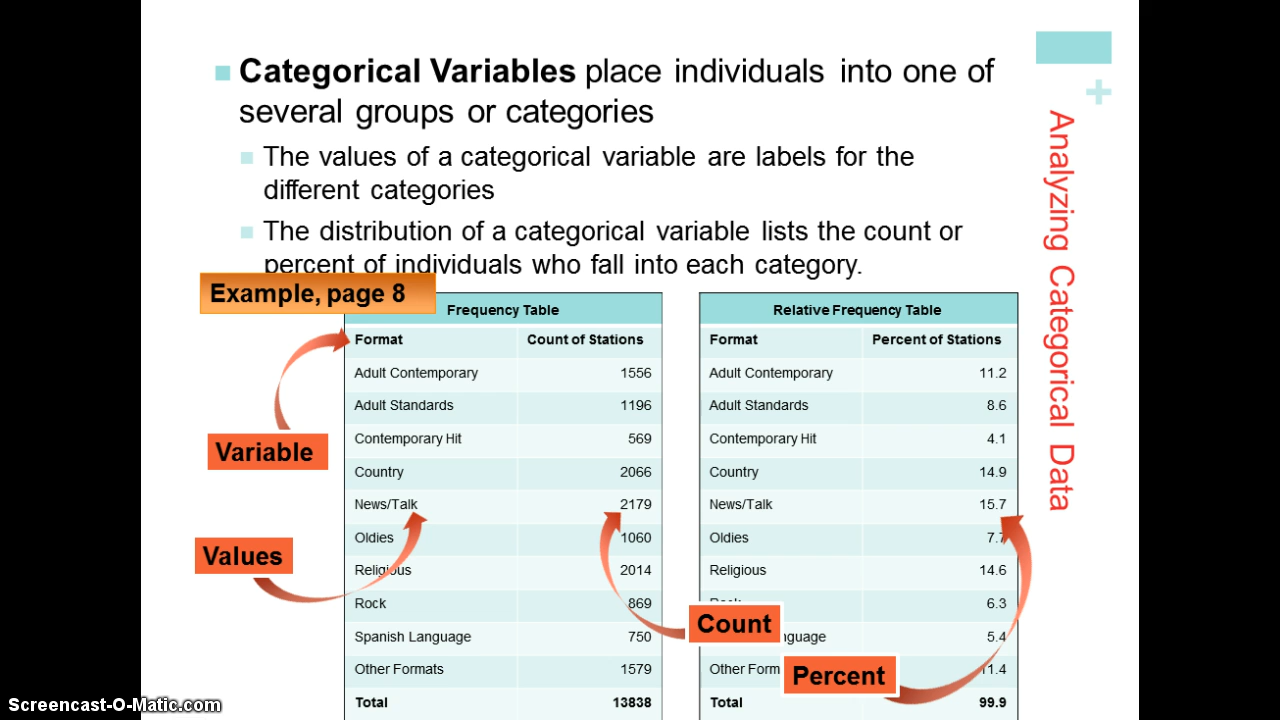 Categorical Variables place individuals into one of
several groups or categories
The values of a categorical variable are labels for the
different categories
The distribution of a categorical variable lists the count or
percent of individuals who fall into each category.
Analyzing Categorical Data
+
Example, page 8
Variable
Values
Frequency Table
Format Count of Stations
Adult Contemporary 1556
Adult Standards 1196
Contemporary Hit 569
Country 2066
News/Talk 2179
Oldies 1060
Religious 2014
Rock 869
Spanish Language 750
Other Formats 1579
Total 13838
Relative Frequency Table
Format Percent of Stations
Adult Contemporary 11.2
Adult Standards 8.6
Contemporary Hit 4.1
Country 14.9
News/Talk 15.7
Oldies 7.7
Religious 14.6
6.3
5.4
Other 11.4
Total 99.9
Count
Percent
Screencast-O-Matic.com